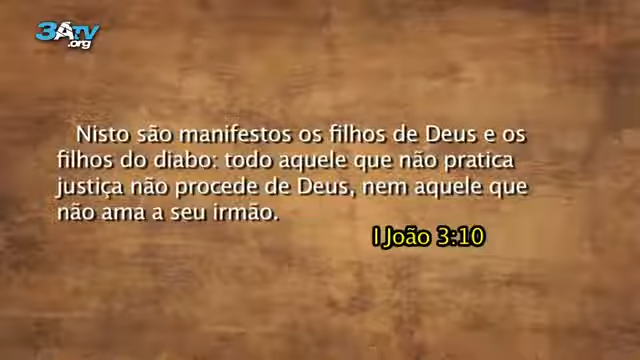 3ATV
.org
Nisto são manifestos os filhos de Deus e os
filhos do diabo: todo aquele que não pratica
justiça não procede de Deus, nem aquele que
não ama a seu irmão.
I João 3:10